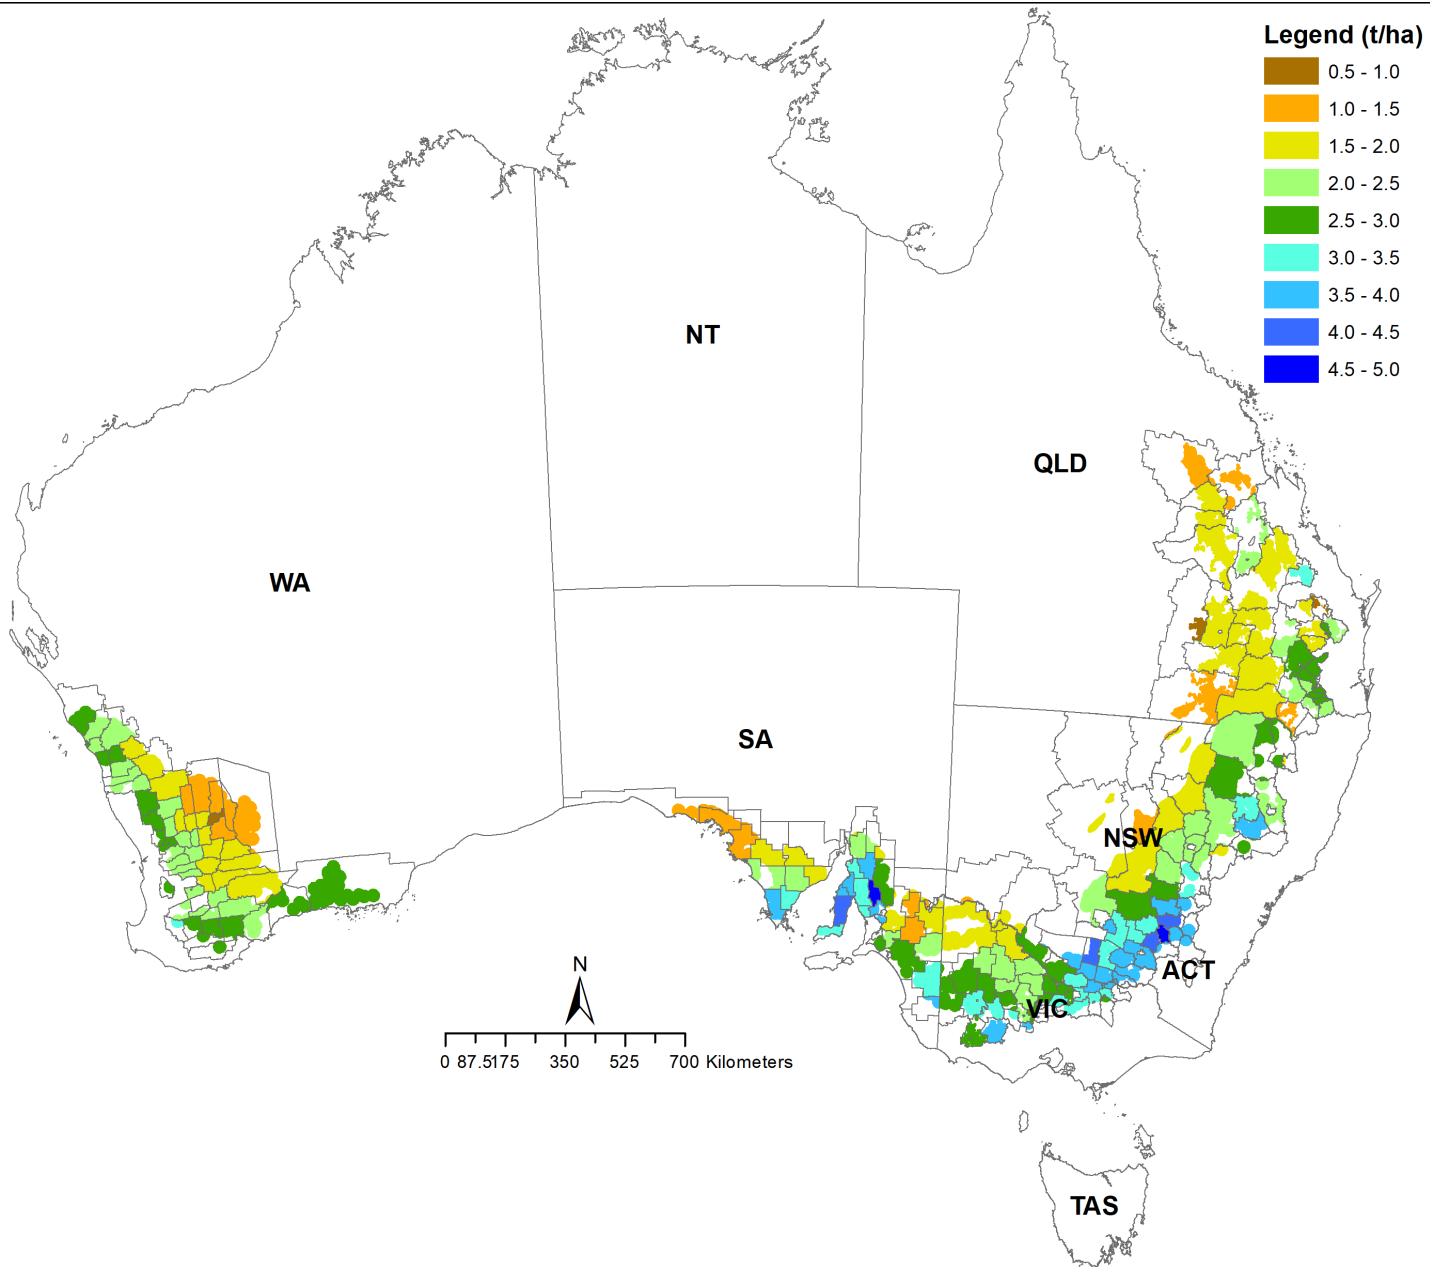 Legend (t/ha)
0.5 - 1.0
1.0 - 1.5
1.5 - 2.0
2.0 - 2.5
2.5 - 3.0
3.0 - 3.5
3.5 - 4.0
4.0 - 4.5
4.5 - 5.0
NT
QLD
WA
SA
NSW
ACT
VIC
N
0 87.5175 350 525 700 Kilometers
TAS